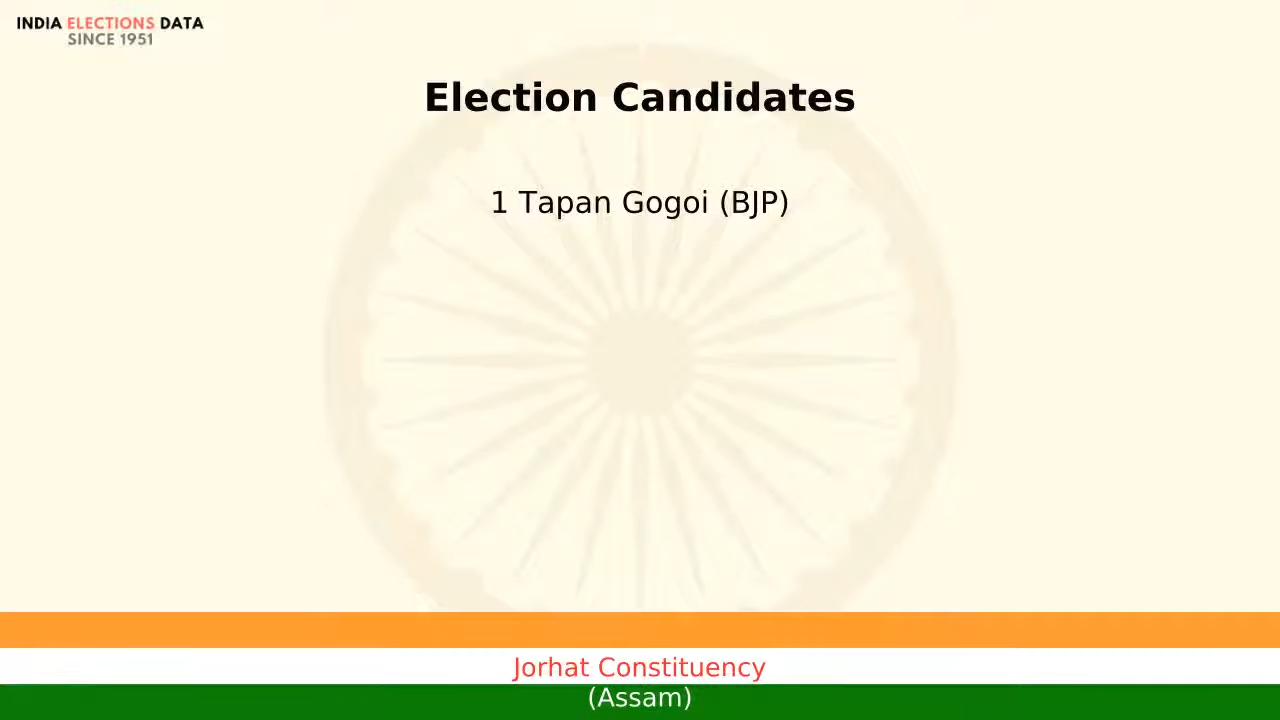 INDIA ELECTIONS DATA
SINCE 1951
Election Candidates
1 Tapan Gogoi (BJP)
Jorhat Constituency
(Assam)